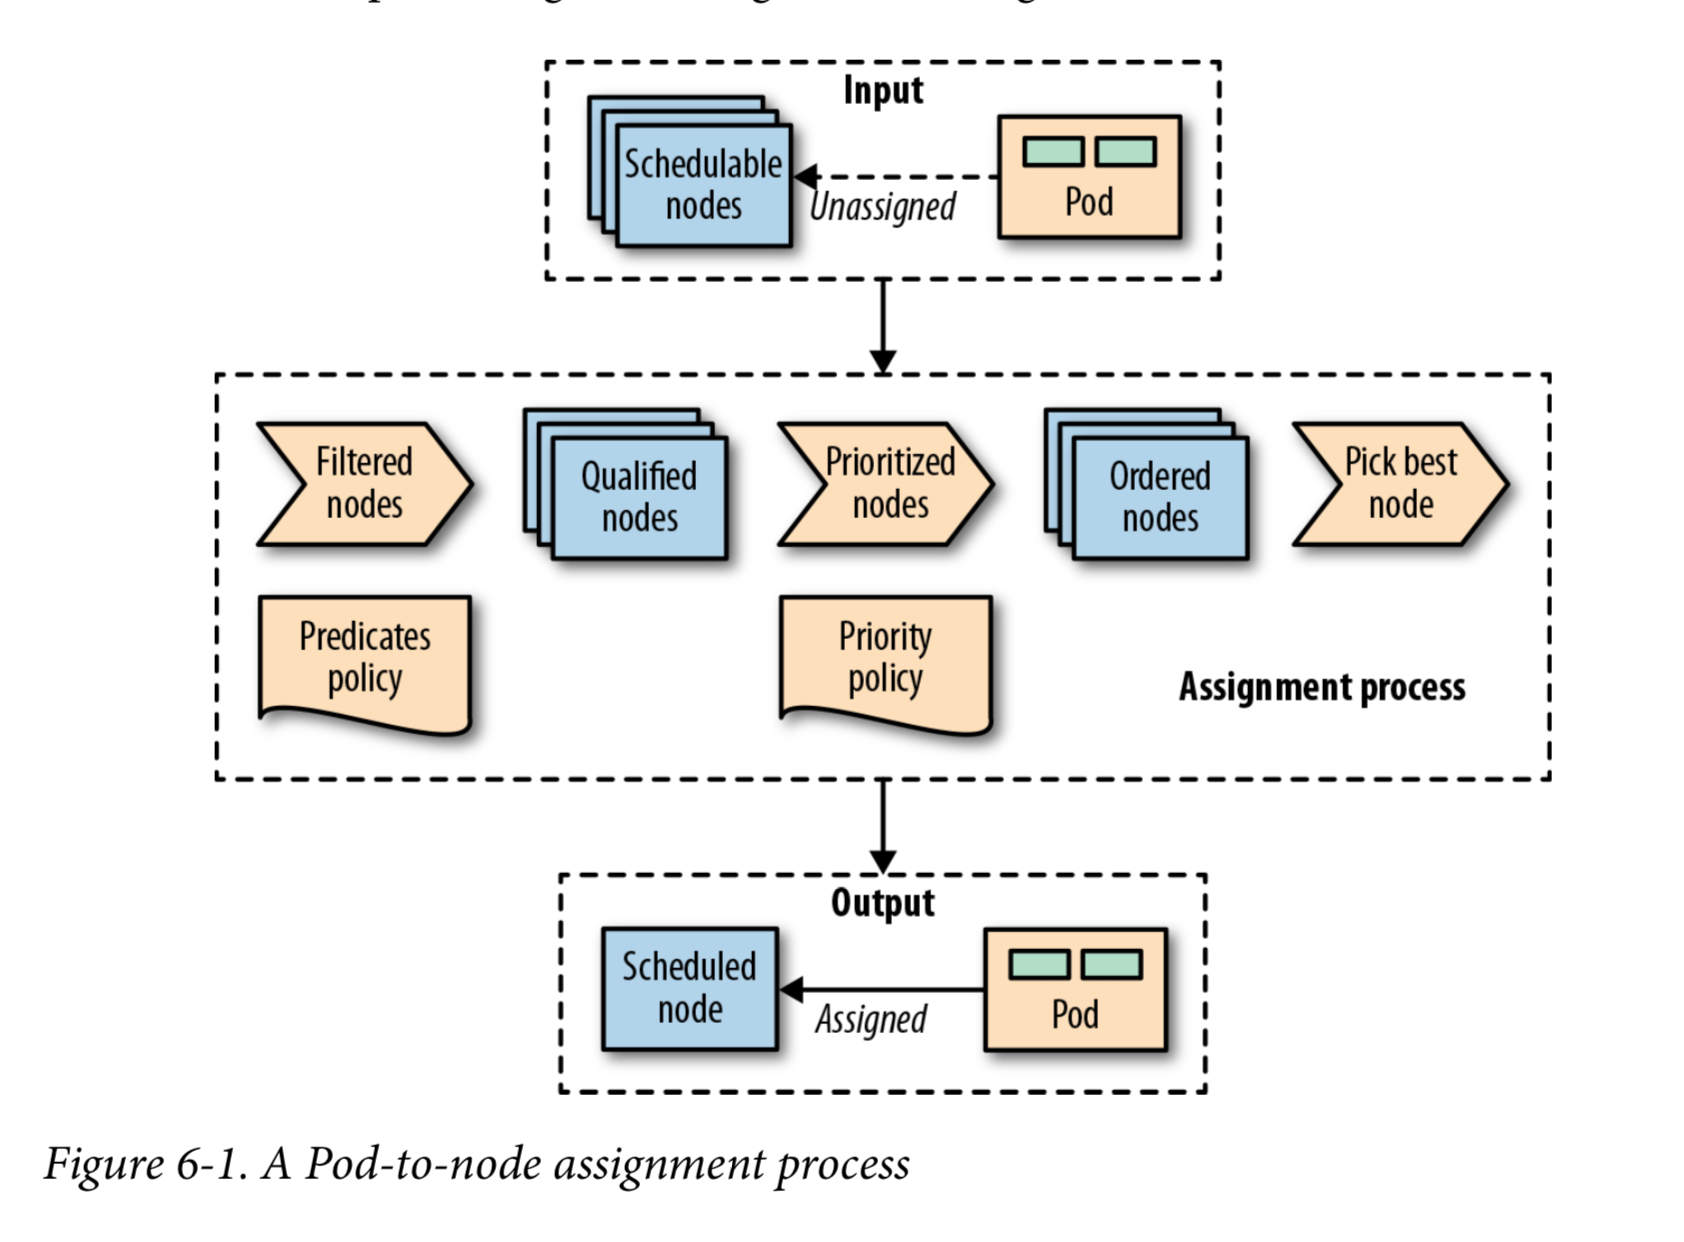 Input
Schedulable
nodes
Unassigned
Pod
Filtered
nodes
Qualified
nodes
Prioritized
nodes
Ordered
nodes
Pick best
node
Predicates
policy
Priority
policy
Assignment process
Output
Scheduled
node
Assigned
Pod
Figure 6-1. A Pod-to-node assignment process